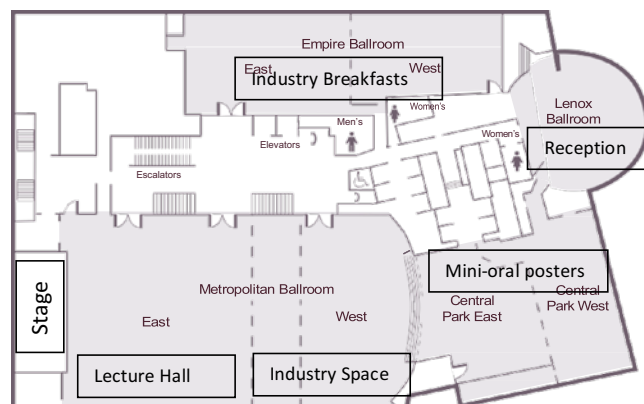 Empire Ballroom
East
West
Industry Breakfasts
Women's
Men's
Lenox
Ballroom
Women's
Elevators
Reception
Escalators
Mini-oral posters
Stage
Metropolitan Ballroom
Central
Park East
Central
Park West
East
West
Lecture Hall
Industry Space